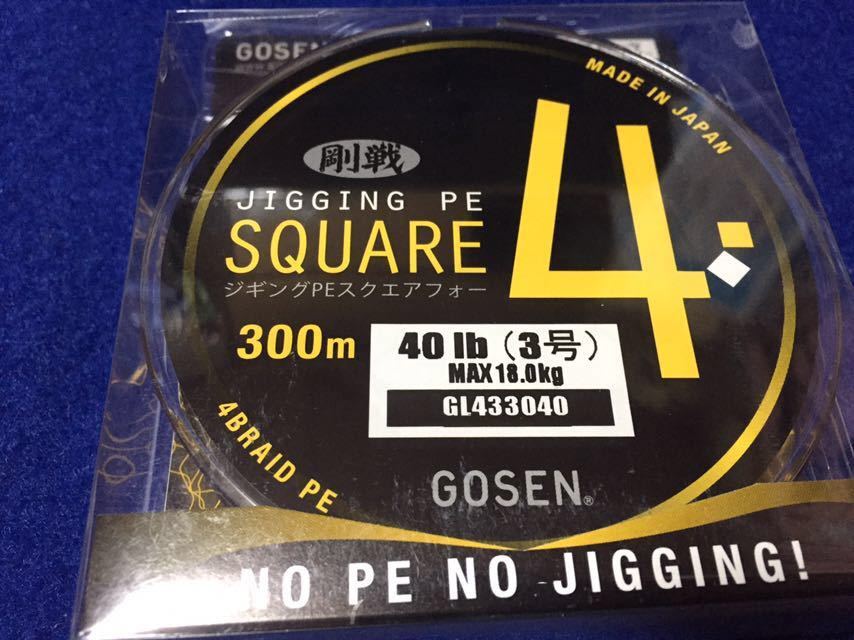 GOSEN
MADE IN JAPAN
剛戦
JIGGING PE
SQUARE 4
ジギングPEスクエアフォー
300m
40 lb (3号)
MAX18.0kg
GL433040
4BRAID PE
GOSEN®
NO PE NO JIGGING!